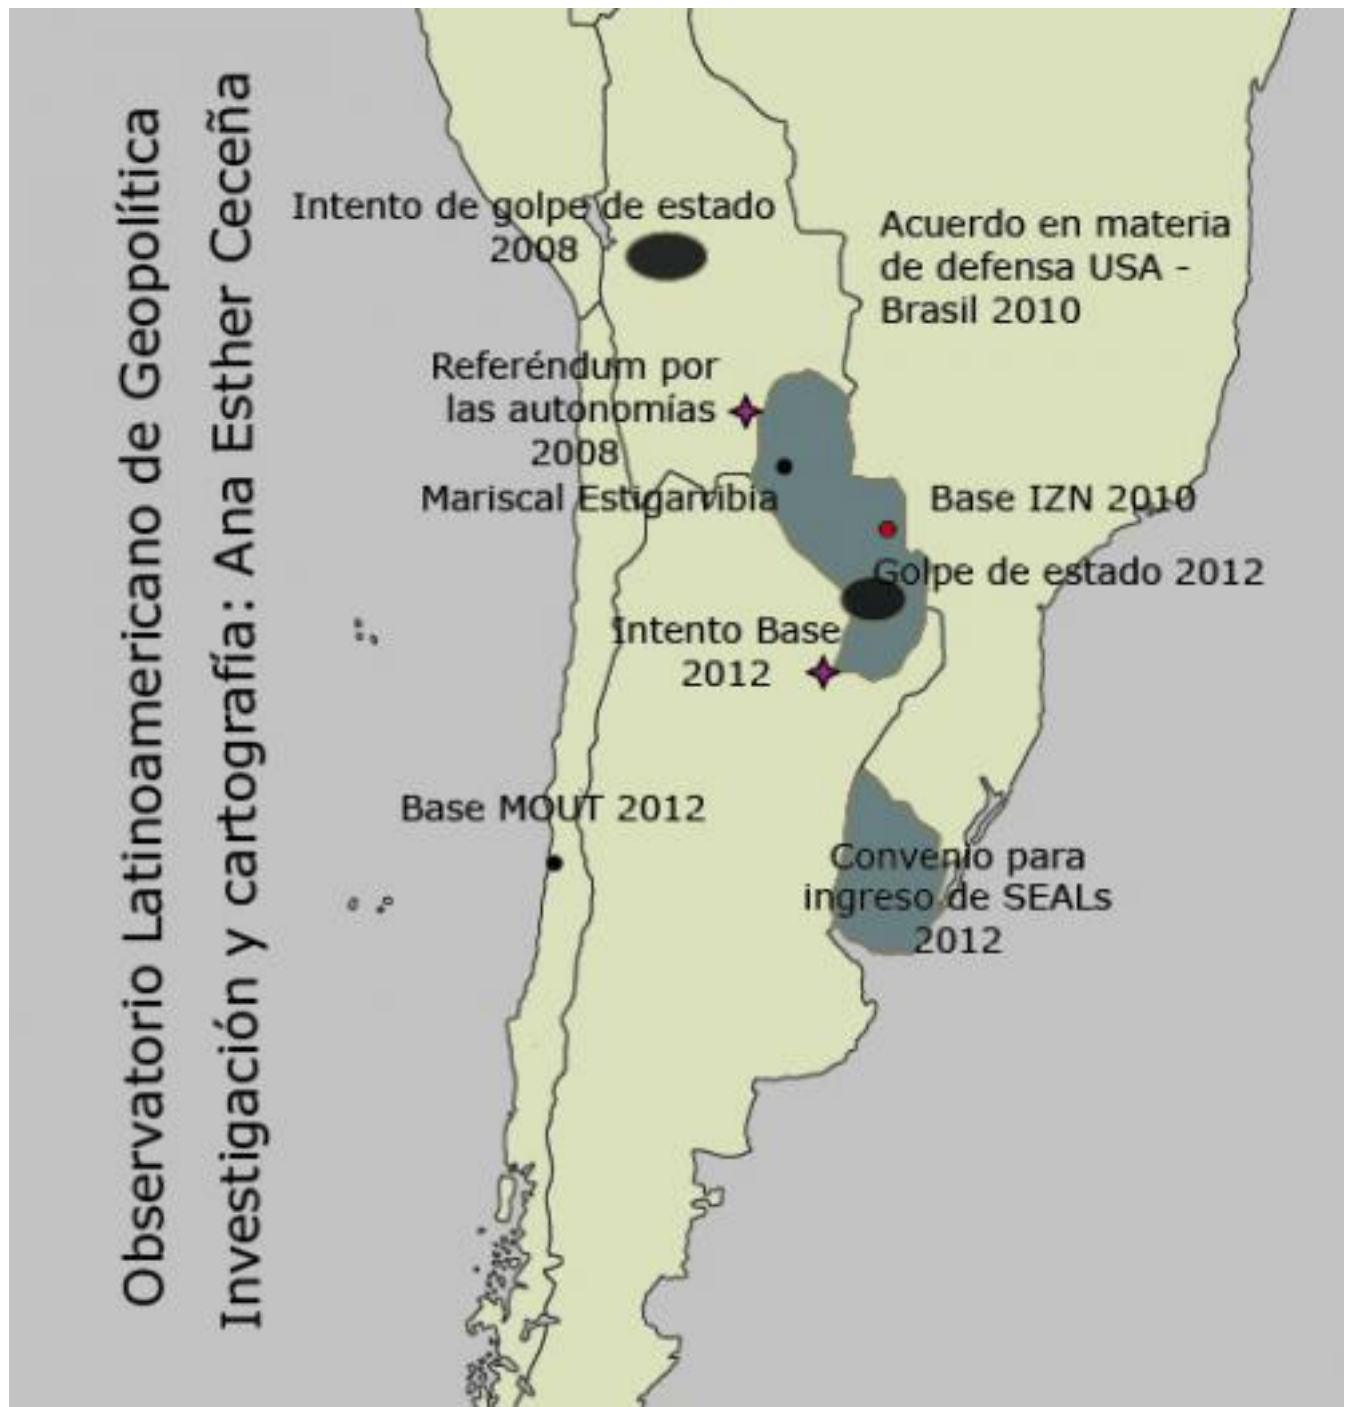 Observatorio Latinoamericano de Geopolítica
Investigación y cartografía: Ana Esther Ceceña
Intento de golpe de estado
2008
Acuerdo en materia
de defensa USA -
Brasil 2010
Referéndum por
las autonomías
2008
Mariscal Estigarribia
Base IZN 2010
Golpe de estado 2012
Intento Base
2012
Base MOUT 2012
Convenio para
ingreso de SEALs
2012